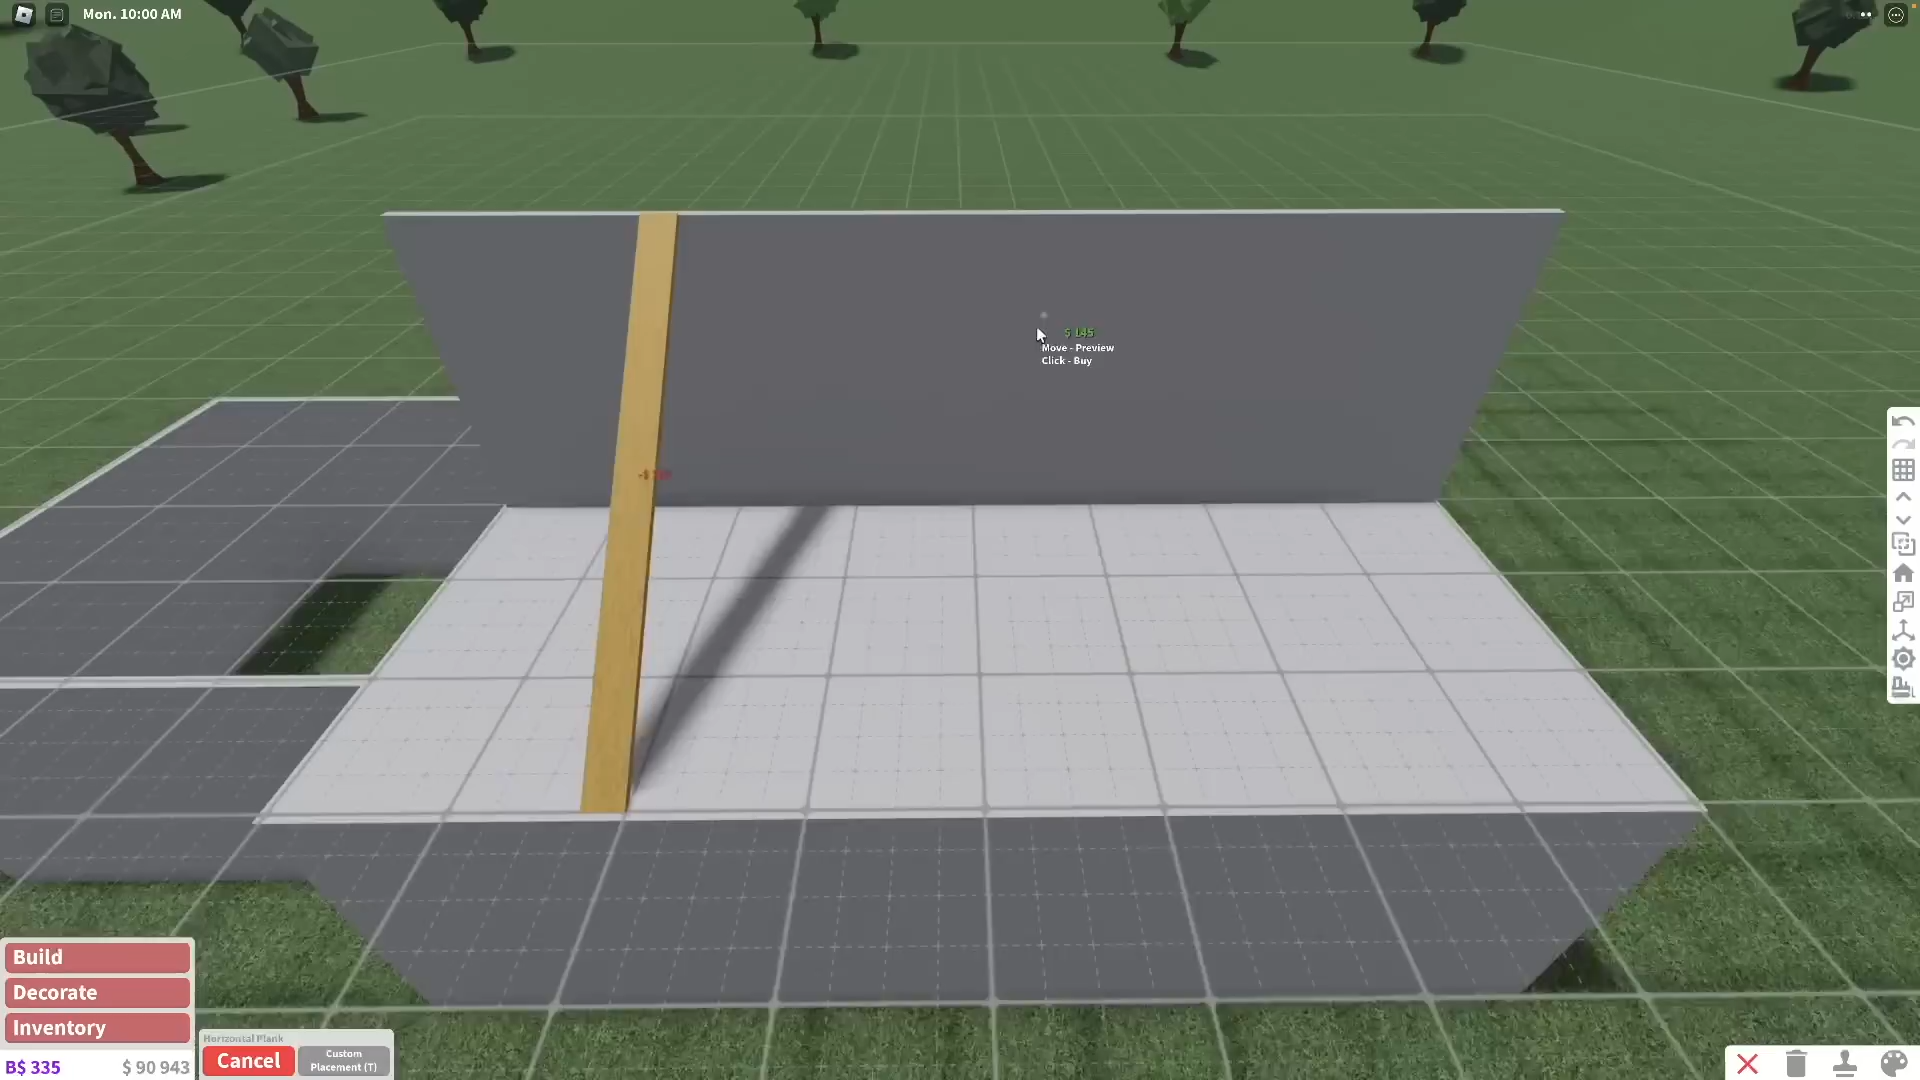 Mon. 10:00 AM
$ 145
Move - Preview
Click - Buy
Build
Decorate
Inventory
Horizontal Plank
B$ 335
$ 90 943
Cancel
Custom
Placement (T)